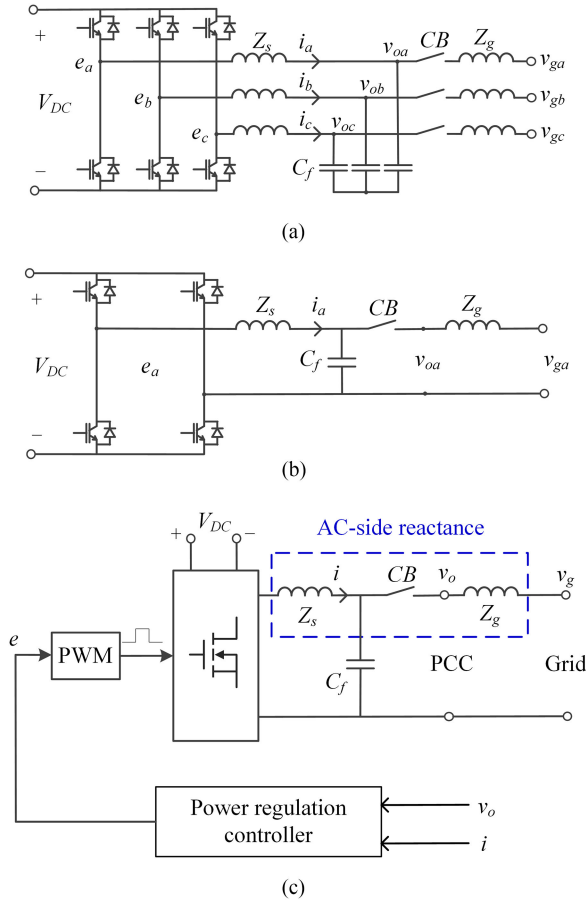 +
e_a
Z_s
i_a
v_oa
CB
Z_g
v_ga
V_DC
e_b
i_b
v_ob
v_gb
e_c
i_c
v_oc
v_gc
−
C_f
(a)
+
Z_s
i_a
CB
Z_g
V_DC
e_a
C_f
v_oa
v_ga
−
(b)
+ V_DC −
AC-side reactance
i
CB
v_o
v_g
Z_s
Z_g
e
PWM
C_f
PCC
Grid
Power regulation
controller
v_o
i
(c)